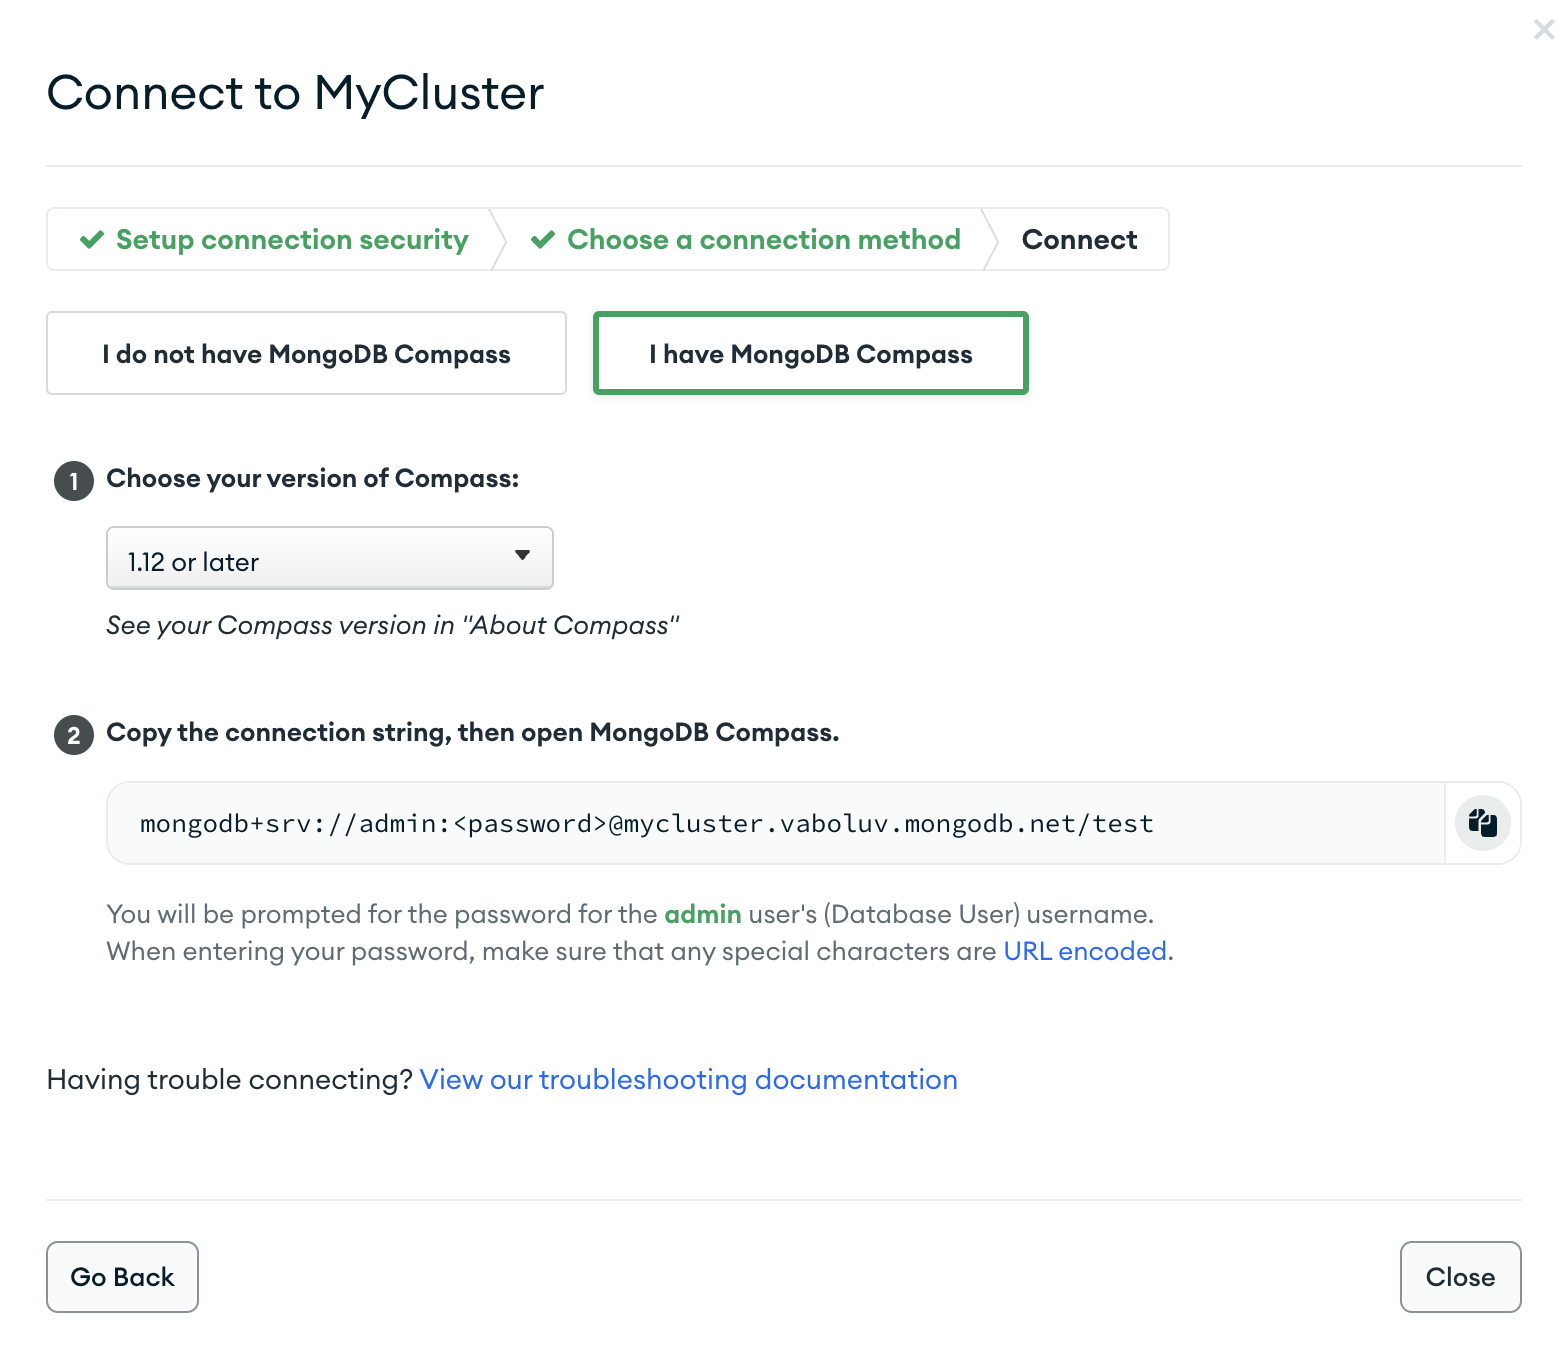 Connect to MyCluster
Setup connection security
Choose a connection method
Connect
I do not have MongoDB Compass
I have MongoDB Compass
1 Choose your version of Compass:
1.12 or later
See your Compass version in "About Compass"
2 Copy the connection string, then open MongoDB Compass.
mongodb+srv://admin:<password>@mycluster.vaboluv.mongodb.net/test
You will be prompted for the password for the admin user's (Database User) username.
When entering your password, make sure that any special characters are URL encoded.
Having trouble connecting? View our troubleshooting documentation
Go Back
Close